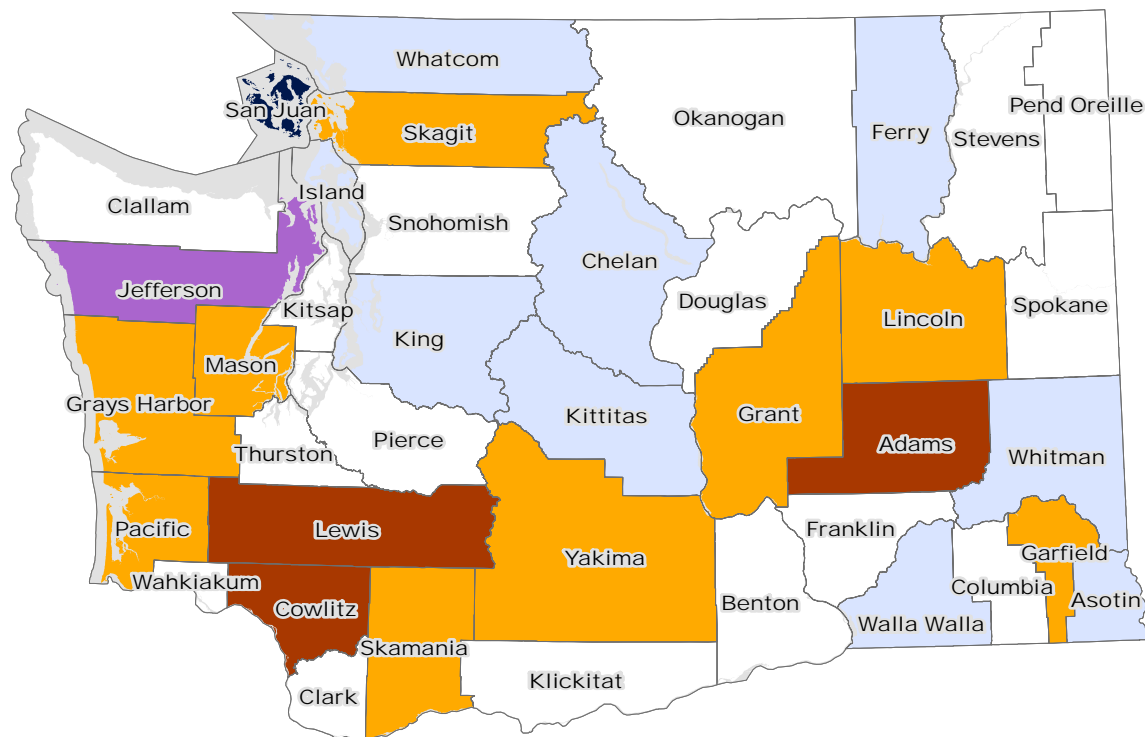 Whatcom
San Juan
Skagit
Okanogan
Ferry
Pend Oreille
Stevens
Island
Clallam
Snohomish
Chelan
Jefferson
Kitsap
Douglas
Spokane
Lincoln
King
Mason
Grays Harbor
Kittitas
Grant
Pierce
Thurston
Adams
Whitman
Pacific
Lewis
Yakima
Franklin
Garfield
Wahkiakum
Cowlitz
Benton
Columbia
Asotin
Walla Walla
Skamania
Klickitat
Clark